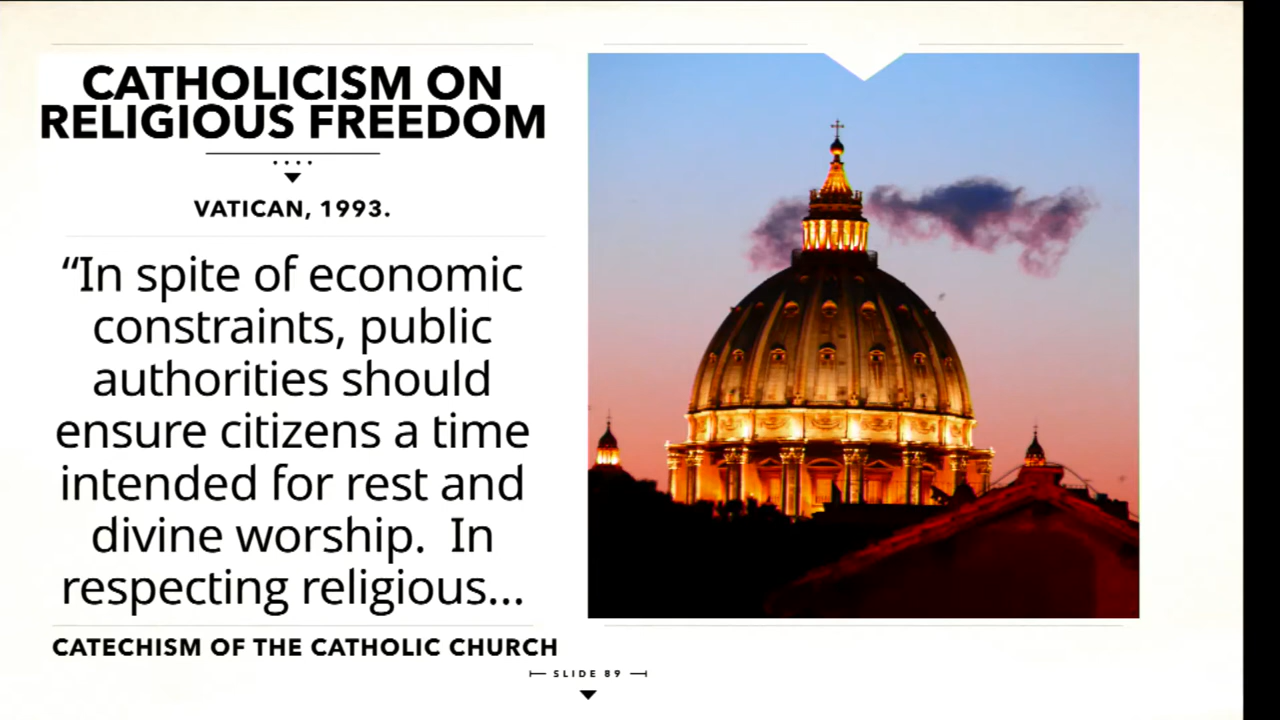 CATHOLICISM ON
RELIGIOUS FREEDOM
VATICAN, 1993.
“In spite of economic
constraints, public
authorities should
ensure citizens a time
intended for rest and
divine worship.  In
respecting religious...
CATECHISM OF THE CATHOLIC CHURCH
SLIDE 89